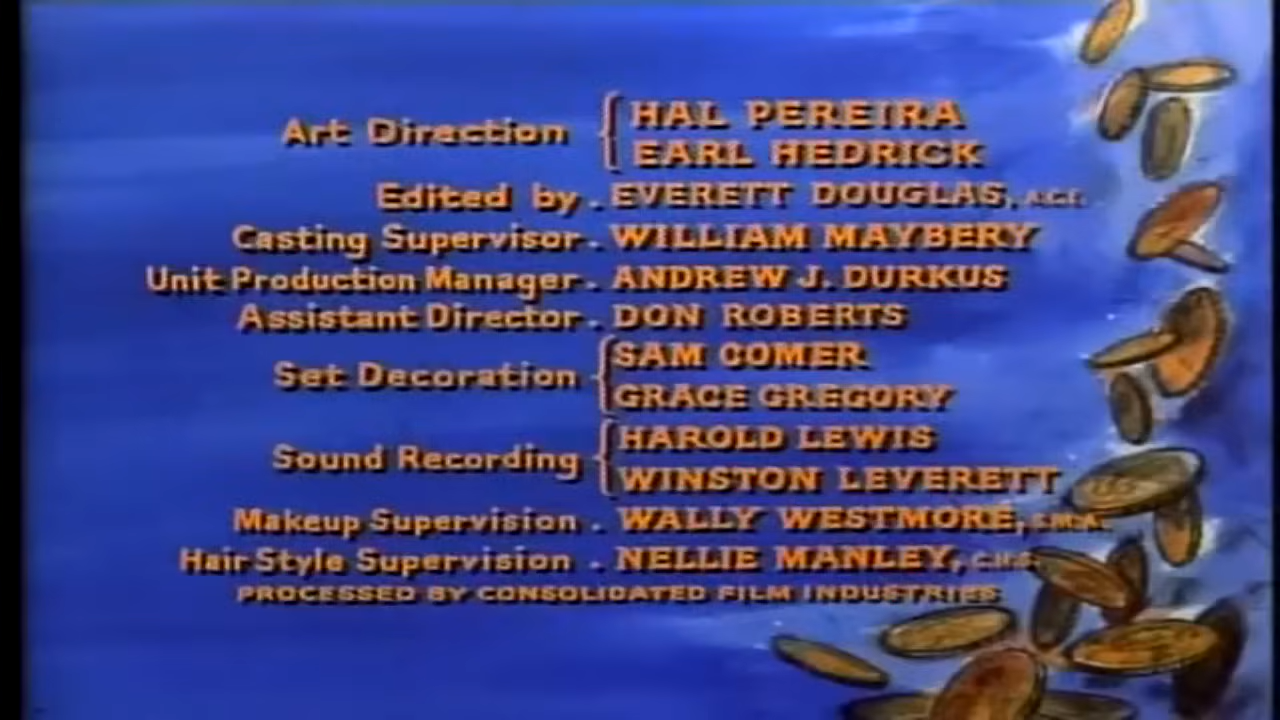 Art Direction { HAL PEREIRA
EARL HEDRICK
Edited by . EVERETT DOUGLAS, A.C.E.
Casting Supervisor . WILLIAM MAYBERY
Unit Production Manager . ANDREW J. DURKUS
Assistant Director . DON ROBERTS
Set Decoration { SAM COMER
GRACE GREGORY
Sound Recording { HAROLD LEWIS
WINSTON LEVERETT
Makeup Supervision . WALLY WESTMORE, S.M.A.
Hair Style Supervision . NELLIE MANLEY, C.H.S.
PROCESSED BY CONSOLIDATED FILM INDUSTRIES